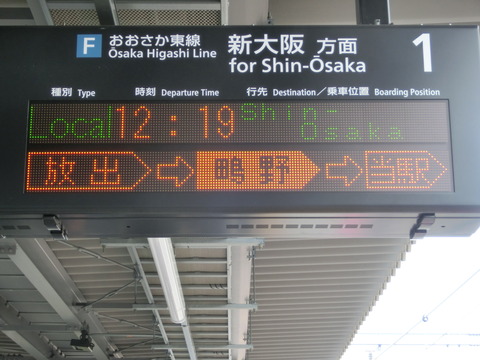 F おおさか東線 新大阪 方面 1
Ōsaka Higashi Line for Shin-Ōsaka
種別 Type 時刻 Departure Time 行先 Destination／乗車位置 Boarding Position
Local 12:19 Shin-
Osaka
放出 ⇨ 鴫野 ⇨ 当駅